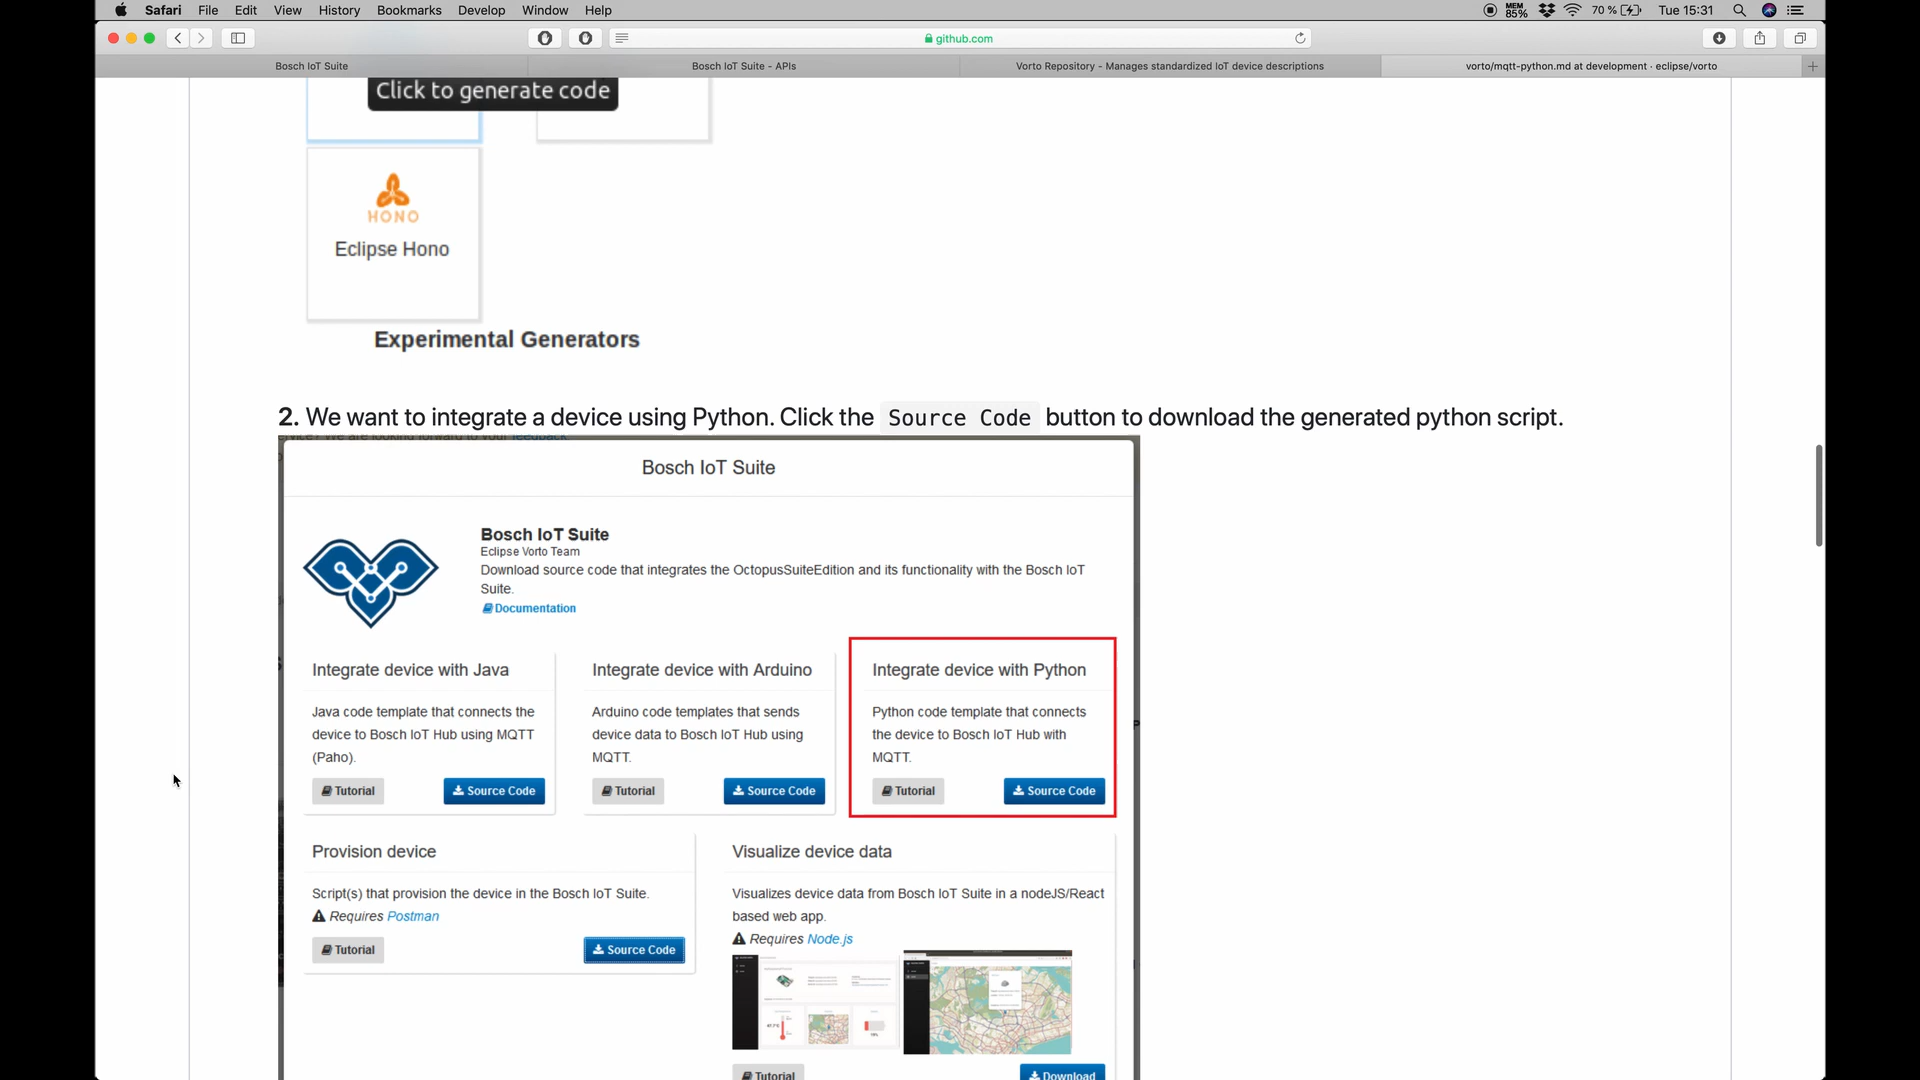 Safari File Edit View History Bookmarks Develop Window Help MEM 85% 70 % Tue 15:31
github.com
Bosch IoT Suite Bosch IoT Suite - APIs Vorto Repository - Manages standardized IoT device descriptions vorto/mqtt-python.md at development · eclipse/vorto
Click to generate code
HONO
Eclipse Hono
Experimental Generators
2. We want to integrate a device using Python. Click the Source Code button to download the generated python script.
Bosch IoT Suite
Bosch IoT Suite
Eclipse Vorto Team
Download source code that integrates the OctopusSuiteEdition and its functionality with the Bosch IoT
Suite.
Documentation
Integrate device with Java
Java code template that connects the
device to Bosch IoT Hub using MQTT
(Paho).
Tutorial Source Code
Integrate device with Arduino
Arduino code templates that sends
device data to Bosch IoT Hub using
MQTT.
Tutorial Source Code
Integrate device with Python
Python code template that connects
the device to Bosch IoT Hub with
MQTT.
Tutorial Source Code
Provision device
Script(s) that provision the device in the Bosch IoT Suite.
Requires Postman
Tutorial Source Code
Visualize device data
Visualizes device data from Bosch IoT Suite in a nodeJS/React
based web app.
Requires Node.js
Tutorial Download